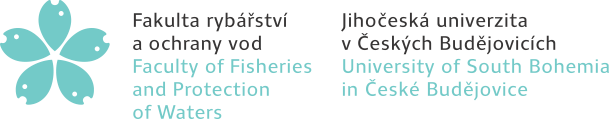 Fakulta rybářství
a ochrany vod
Faculty of Fisheries
and Protection
of Waters
Jihočeská univerzita
v Českých Budějovicích
University of South Bohemia
in České Budějovice